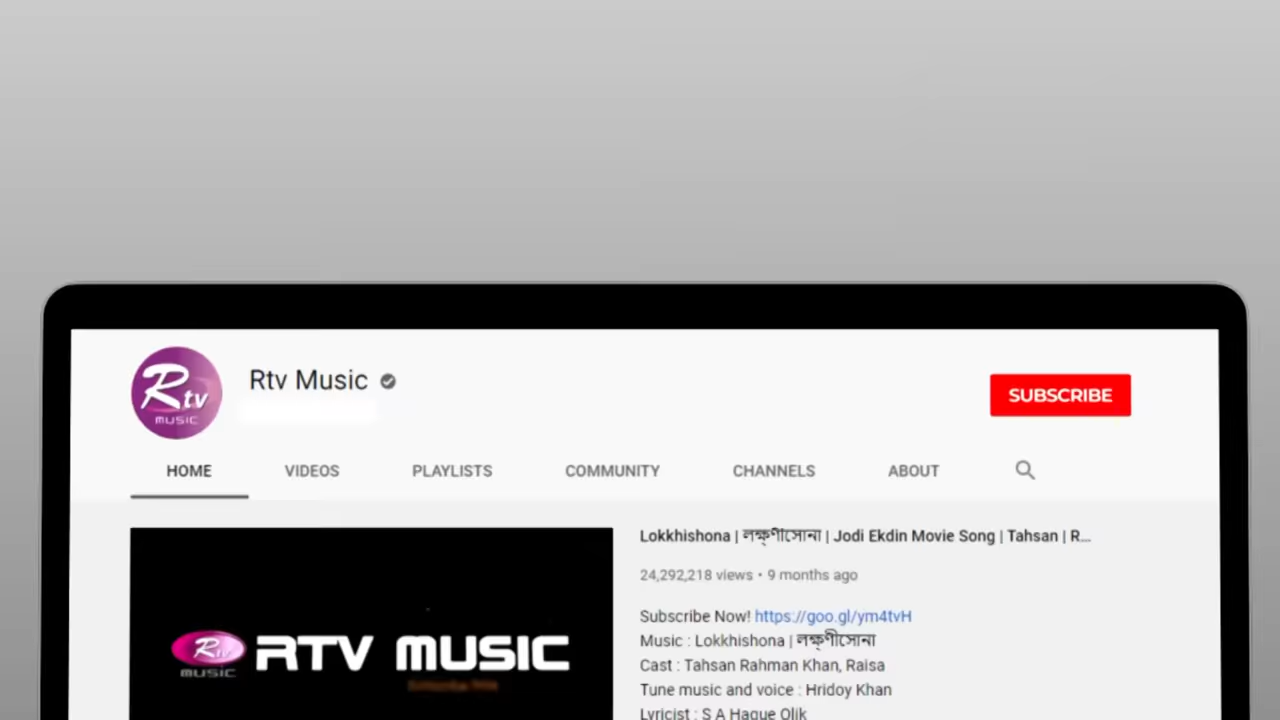 Rtv
MUSIC
Rtv Music
SUBSCRIBE
HOME VIDEOS PLAYLISTS COMMUNITY CHANNELS ABOUT
Lokkhishona | লক্ষ্ণীসোনা | Jodi Ekdin Movie Song | Tahsan | R...
24,292,218 views • 9 months ago
Subscribe Now! https://goo.gl/ym4tvH
Music : Lokkhishona | লক্ষ্ণীসোনা
Cast : Tahsan Rahman Khan, Raisa
Tune music and voice : Hridoy Khan
Lyricist : S A Haque Olik
Rtv
MUSIC
RTV MUSIC